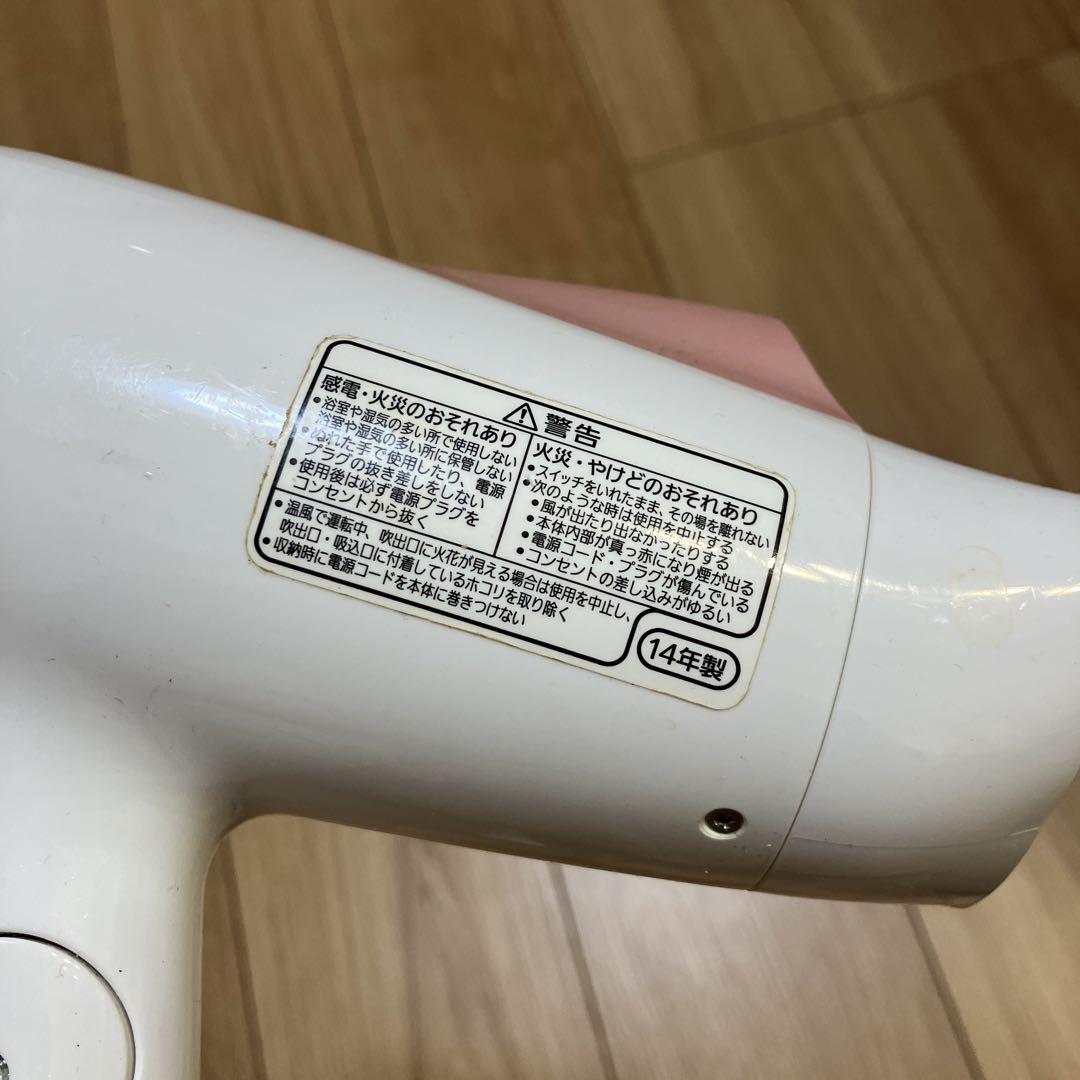 ⚠警告
感電・火災のおそれあり
•浴室や湿気の多い所で使用しない
浴室や湿気の多い所に保管しない
•ぬれた手で使用したり、電源
プラグの抜き差しをしない
•使用後は必ず電源プラグを
コンセントから抜く
火災・やけどのおそれあり
•スイッチをいれたまま、その場を離れない
•次のような時は使用を中止する
•風が出たり出なかったりする
•本体内部が真っ赤になり煙が出る
•電源コード・プラグが傷んでいる
•コンセントの差し込みがゆるい
•温風で運転中、吹出口に火花が見える場合は使用を中止し、
吹出口・吸込口に付着しているホコリを取り除く
•収納時に電源コードを本体に巻きつけない
14年製